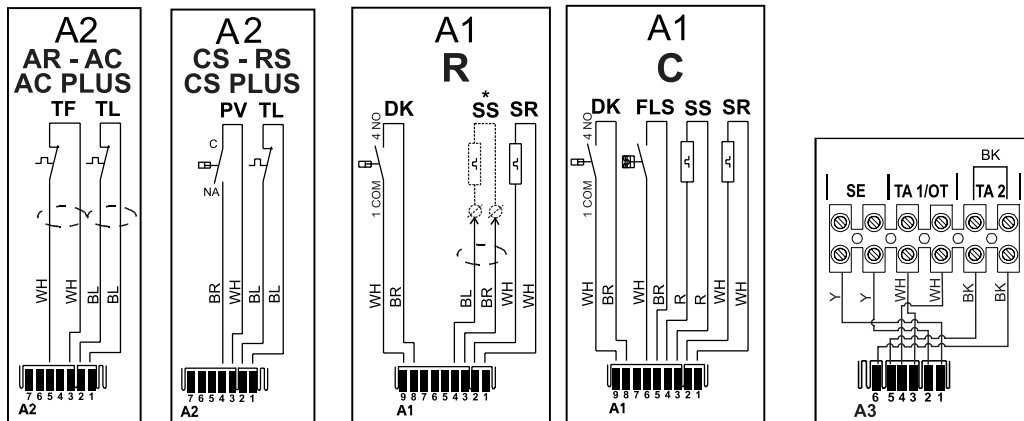 A2
AR - AC
AC PLUS
TF TL
WH WH BL BL
7 6 5 4 3 2 1
A2
A2
CS - RS
CS PLUS
PV TL
C
NA
BR WH BL BL
7 6 5 4 3 2 1
A2
A1
R
*
DK SS SR
4 NO
1 COM
WH BR BL BR WH WH
9 8 7 6 5 4 3 2 1
A1
A1
C
DK FLS SS SR
4 NO
1 COM
WH BR WH BR R R WH WH
9 8 7 6 5 4 3 2 1
A1
BK
SE TA 1/OT TA 2
Y Y WH WH BK BK
6 5 4 3 2 1
A3